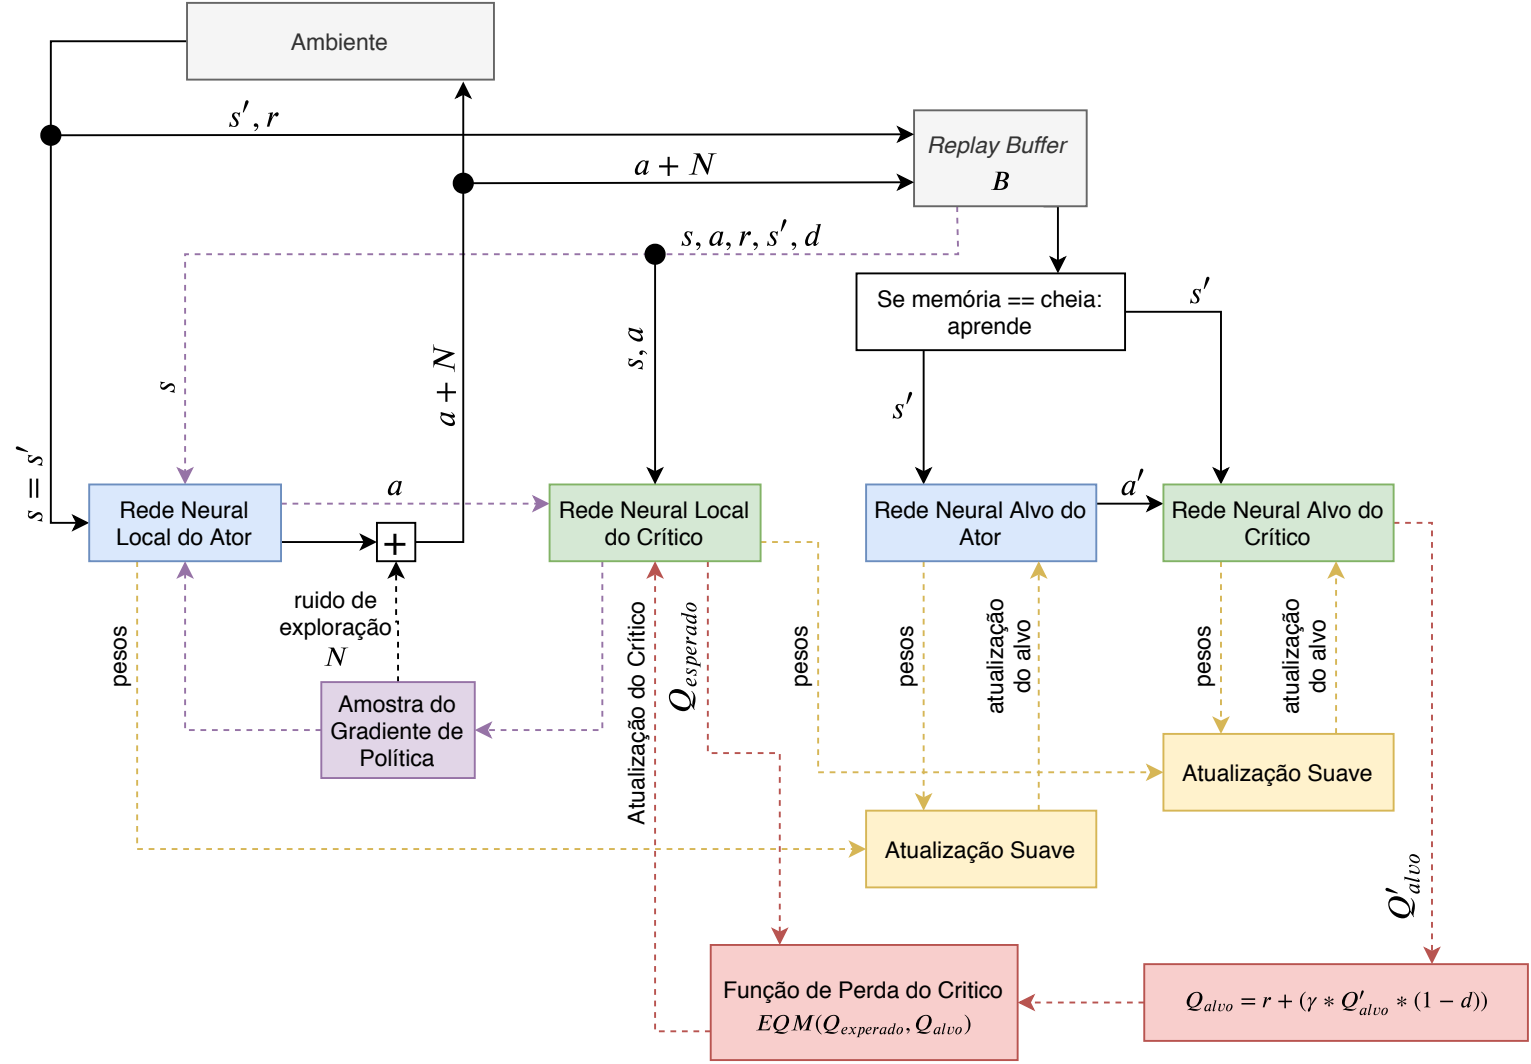 Ambiente
s′, r
Replay Buffer
B
a + N
s, a, r, s′, d
Se memória == cheia:
aprende
s′
s, a
s
a + N
s′
s = s′
Rede Neural
Local do Ator
a
Rede Neural Local
do Crítico
Rede Neural Alvo do
Ator
a′
Rede Neural Alvo do
Crítico
+
ruido de
exploração
N
pesos
Atualização do Crítico
Q_esperado
pesos
pesos
atualização
do alvo
pesos
atualização
do alvo
Amostra do
Gradiente de
Política
Atualização Suave
Atualização Suave
Q′_alvo
Função de Perda do Critico
EQM(Q_experado, Q_alvo)
Q_alvo = r + (γ * Q′_alvo * (1 − d))